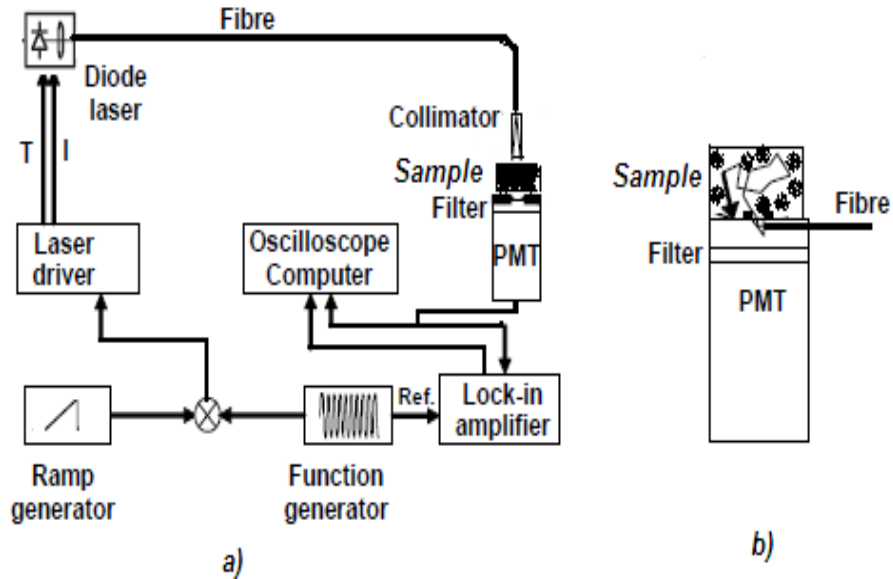 Fibre
Diode
laser
Collimator
T
I
Sample
Filter
Laser
driver
Oscilloscope
Computer
PMT
Ref.
Lock-in
amplifier
Ramp
generator
Function
generator
a)
Sample
Fibre
Filter
PMT
b)